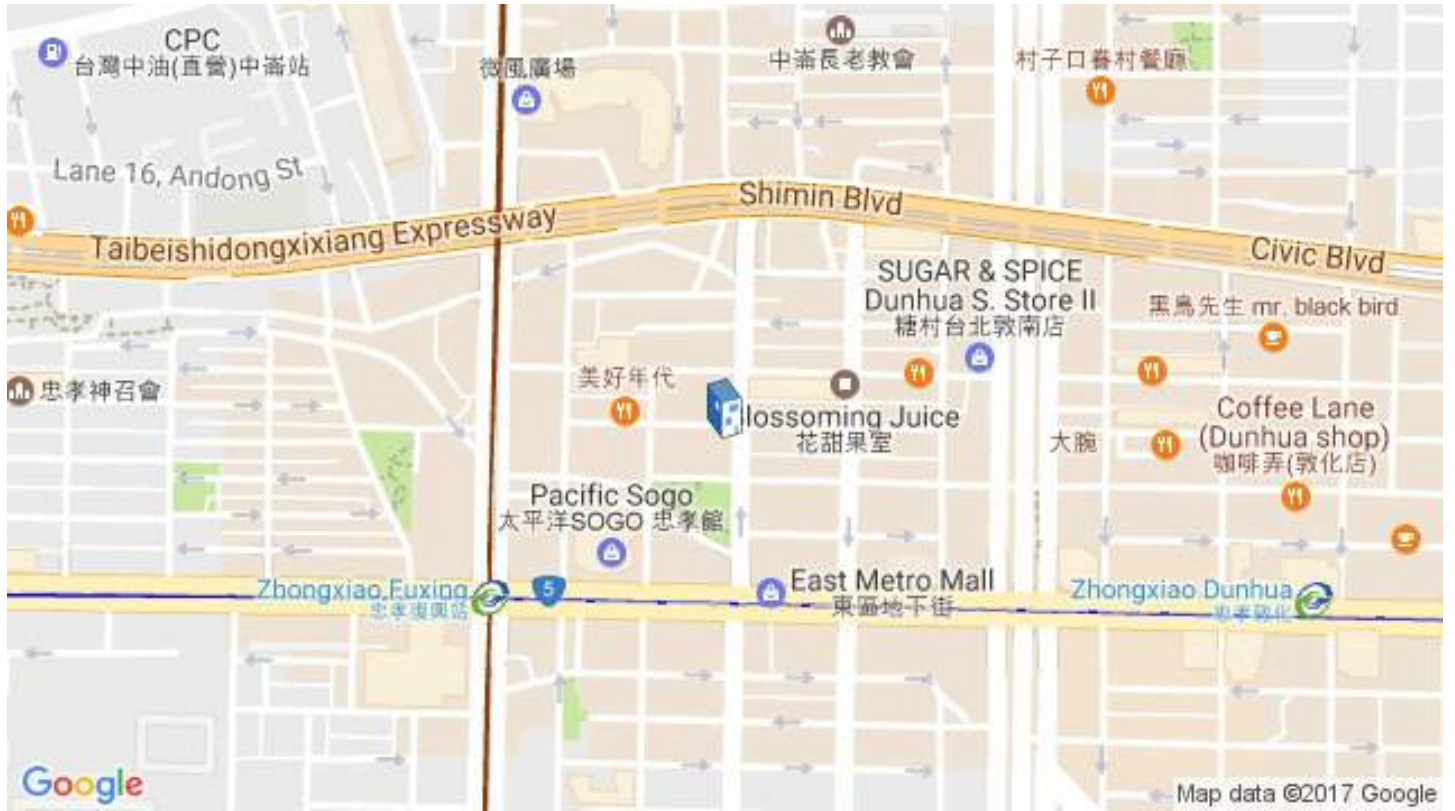 CPC
台灣中油(直營)中崙站
微風廣場
中崙長老教會
村子口眷村餐廳
Lane 16, Andong St
Taibeishidongxixiang Expressway
Shimin Blvd
Civic Blvd
SUGAR & SPICE
Dunhua S. Store II
糖村台北敦南店
黑鳥先生 mr. black bird
忠孝神召會
美好年代
lossoming Juice
花甜果室
大腕
Coffee Lane
(Dunhua shop)
咖啡弄(敦化店)
Pacific Sogo
太平洋SOGO 忠孝館
Zhongxiao Fuxing
忠孝復興站
5
East Metro Mall
東區地下街
Zhongxiao Dunhua
忠孝敦化
Google
Map data ©2017 Google